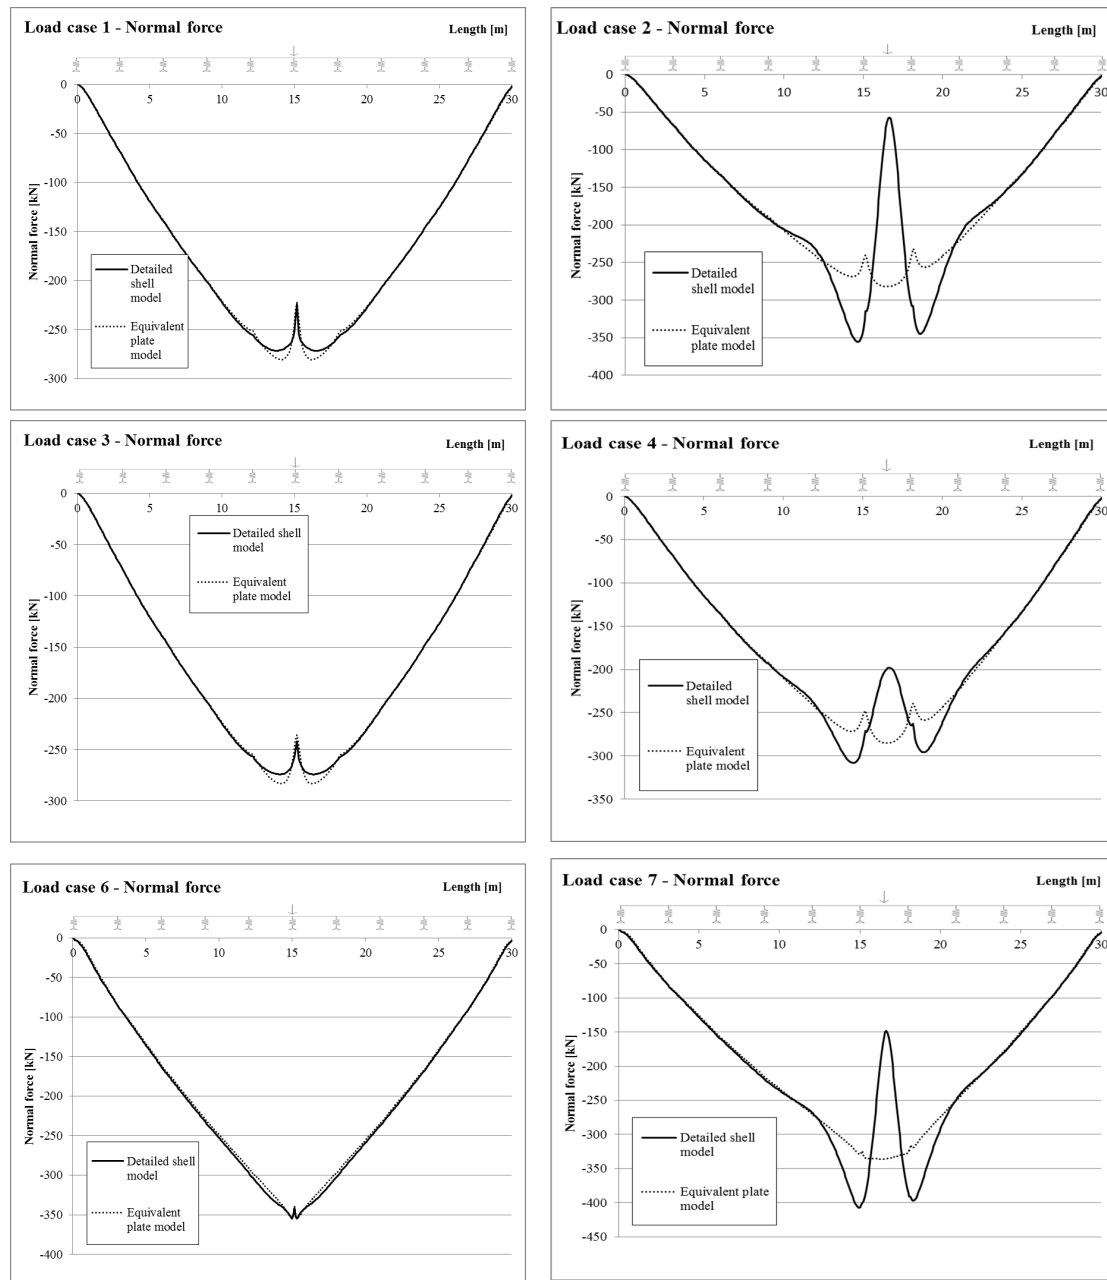 Load case 1 - Normal force
Length [m]
0
0
5
10
15
20
25
30
-50
-100
-150
-200
-250
-300
Normal force [kN]
Detailed
shell
model
Equivalent
plate
model
Load case 2 - Normal force
Length [m]
0
0
5
10
15
20
25
30
-50
-100
-150
-200
-250
-300
-350
-400
Normal force [kN]
Detailed
shell model
Equivalent
plate model
Load case 3 - Normal force
Length [m]
0
0
5
10
15
20
25
30
-50
-100
-150
-200
-250
-300
Normal force [kN]
Detailed shell
model
Equivalent
plate model
Load case 4 - Normal force
Length [m]
0
0
5
10
15
20
25
30
-50
-100
-150
-200
-250
-300
-350
Normal force [kN]
Detailed
shell model
Equivalent
plate model
Load case 6 - Normal force
Length [m]
0
0
5
10
15
20
25
30
-50
-100
-150
-200
-250
-300
-350
-400
Normal force [kN]
Detailed shell
model
Equivalent
plate model
Load case 7 - Normal force
Length [m]
0
0
5
10
15
20
25
30
-50
-100
-150
-200
-250
-300
-350
-400
-450
Normal force [kN]
Detailed shell
model
Equivalent plate
model